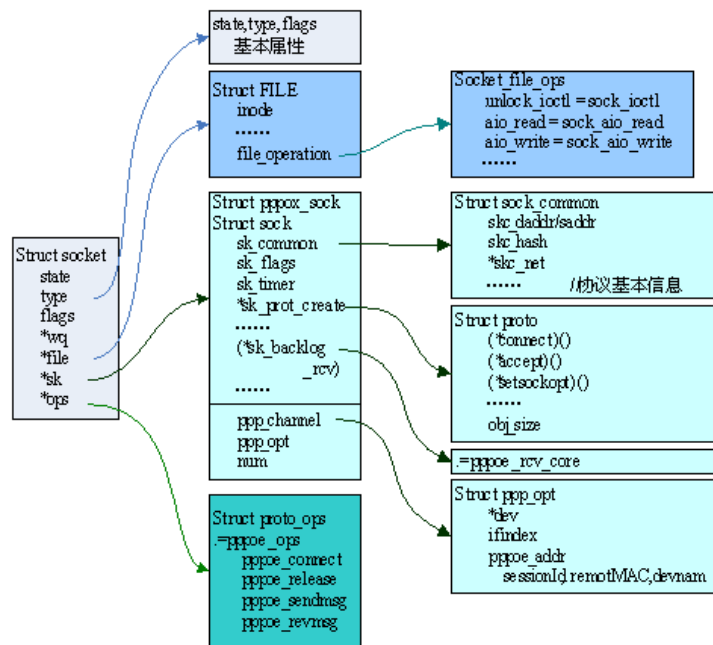 state,type,flags
基本属性
Struct FILE
inode
......
file_operation
Socket_file_ops
unlock_ioctl =sock_ioctl
aio_read=sock_aio_read
aio_write=sock_aio_write
......
Struct socket
state
type
flags
*wq
*file
*sk
*ops
Struct pppox_sock
Struct sock
sk_common
sk_flags
sk_timer
*sk_prot_create
......
(*sk_backlog
_rcv)
......
ppp_channel
ppp_opt
num
Struct sock_common
skc_daddr/saddr
skc_hash
*skc_net
...... /协议基本信息
Struct proto
(*connect)()
(*accept)()
(*setsockopt)()
......
obj_size
.=pppoe_rcv_core
Struct ppp_opt
*dev
ifindex
pppoe_addr
sessionId,remotMAC,devnam
Struct proto_ops
.=pppoe_ops
pppoe_connect
pppoe_release
pppoe_sendmsg
pppoe_revmsg